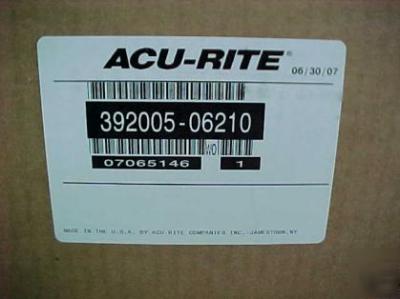 ACU-RITE® 06/30/07
392005-06210
WO
07065146 1
MADE IN THE U.S.A. BY ACU-RITE COMPANIES INC.-JAMESTOWN,NY